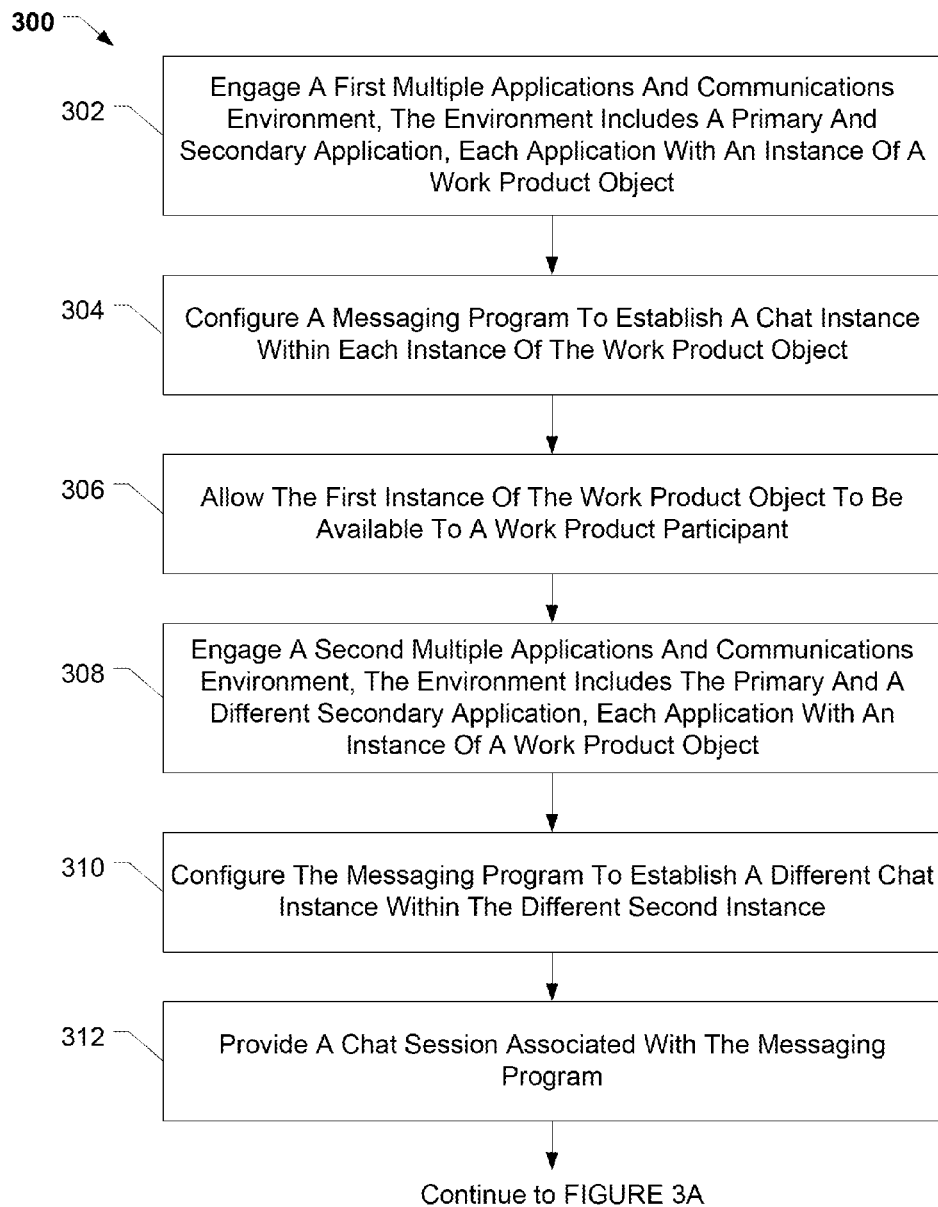 300
302
Engage A First Multiple Applications And Communications
Environment, The Environment Includes A Primary And
Secondary Application, Each Application With An Instance Of A
Work Product Object
304
Configure A Messaging Program To Establish A Chat Instance
Within Each Instance Of The Work Product Object
306
Allow The First Instance Of The Work Product Object To Be
Available To A Work Product Participant
308
Engage A Second Multiple Applications And Communications
Environment, The Environment Includes The Primary And A
Different Secondary Application, Each Application With An
Instance Of A Work Product Object
310
Configure The Messaging Program To Establish A Different Chat
Instance Within The Different Second Instance
312
Provide A Chat Session Associated With The Messaging
Program
Continue to FIGURE 3A